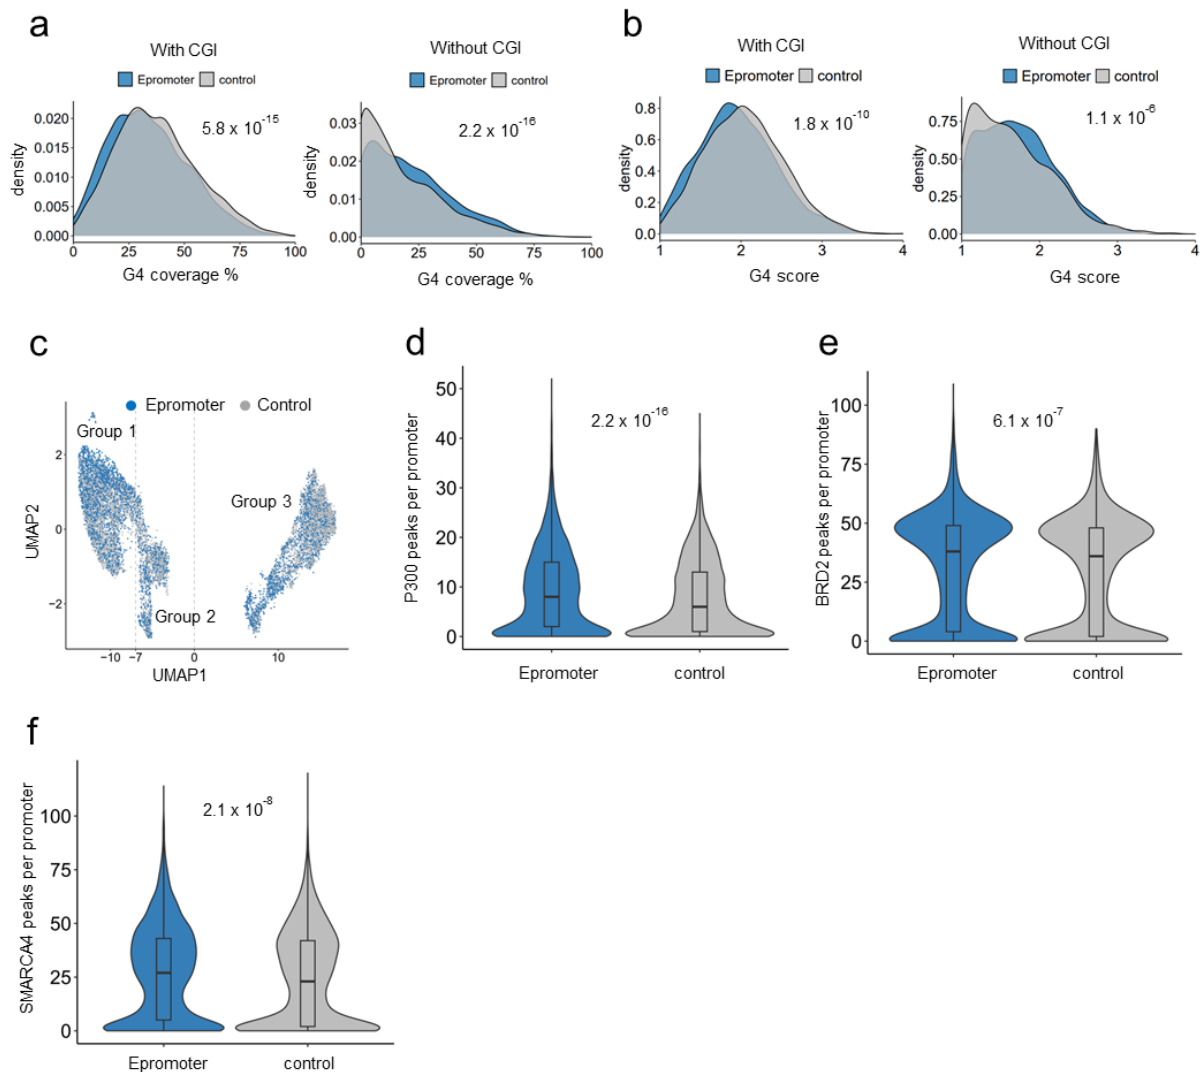 a
With CGI
Epromoter control
5.8 x 10-15
0.020
0.015
0.010
0.005
0.000
density
0 25 50 75 100
G4 coverage %
Without CGI
Epromoter control
2.2 x 10-16
0.03
0.02
0.01
0.00
density
0 25 50 75 100
G4 coverage %
b
With CGI
Epromoter control
1.8 x 10-10
0.8
0.6
0.4
0.2
0.0
density
1 2 3 4
G4 score
Without CGI
Epromoter control
1.1 x 10-6
0.75
0.50
0.25
0.00
density
1 2 3 4
G4 score
c
Epromoter Control
Group 1
Group 3
Group 2
2
0
−2
UMAP2
−10 −7 0 10
UMAP1
d
2.2 x 10-16
50
40
30
20
10
0
P300 peaks per promoter
Epromoter control
e
6.1 x 10-7
100
75
50
25
0
BRD2 peaks per promoter
Epromoter control
f
2.1 x 10-8
100
75
50
25
0
SMARCA4 peaks per promoter
Epromoter control